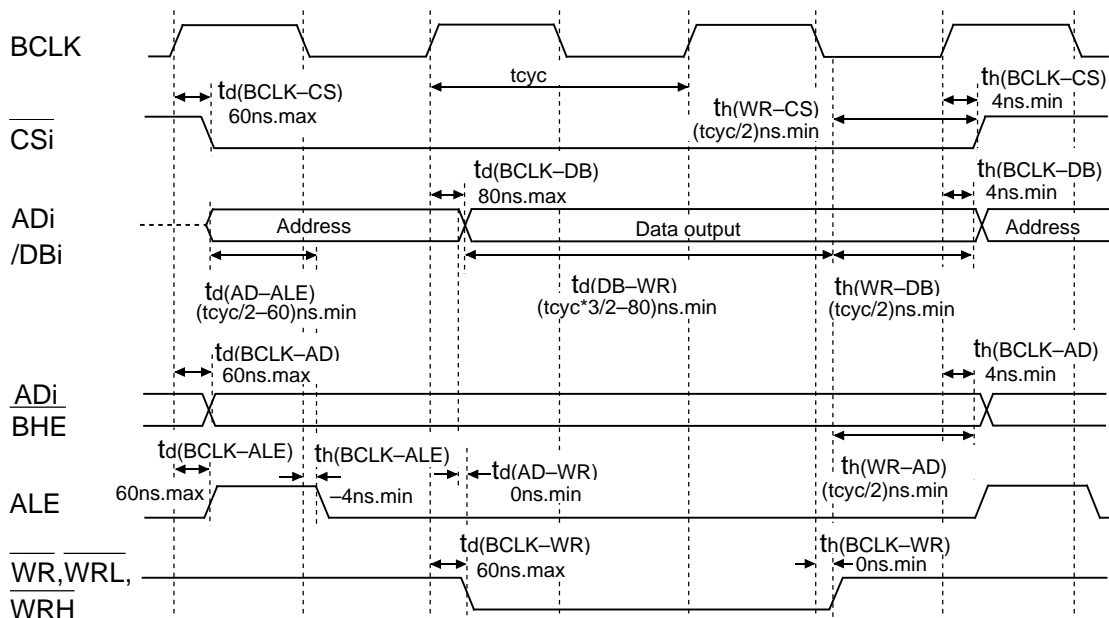 BCLK
tcyc
td(BCLK–CS)
60ns.max
th(WR–CS)
(tcyc/2)ns.min
th(BCLK–CS)
4ns.min
CSi
td(BCLK–DB)
80ns.max
th(BCLK–DB)
4ns.min
ADi
/DBi
Address
Data output
Address
td(AD–ALE)
(tcyc/2–60)ns.min
td(DB–WR)
(tcyc*3/2–80)ns.min
th(WR–DB)
(tcyc/2)ns.min
td(BCLK–AD)
60ns.max
th(BCLK–AD)
4ns.min
ADi
BHE
td(BCLK–ALE)
60ns.max
th(BCLK–ALE)
–4ns.min
td(AD–WR)
0ns.min
th(WR–AD)
(tcyc/2)ns.min
ALE
td(BCLK–WR)
60ns.max
th(BCLK–WR)
0ns.min
WR,WRL,
WRH